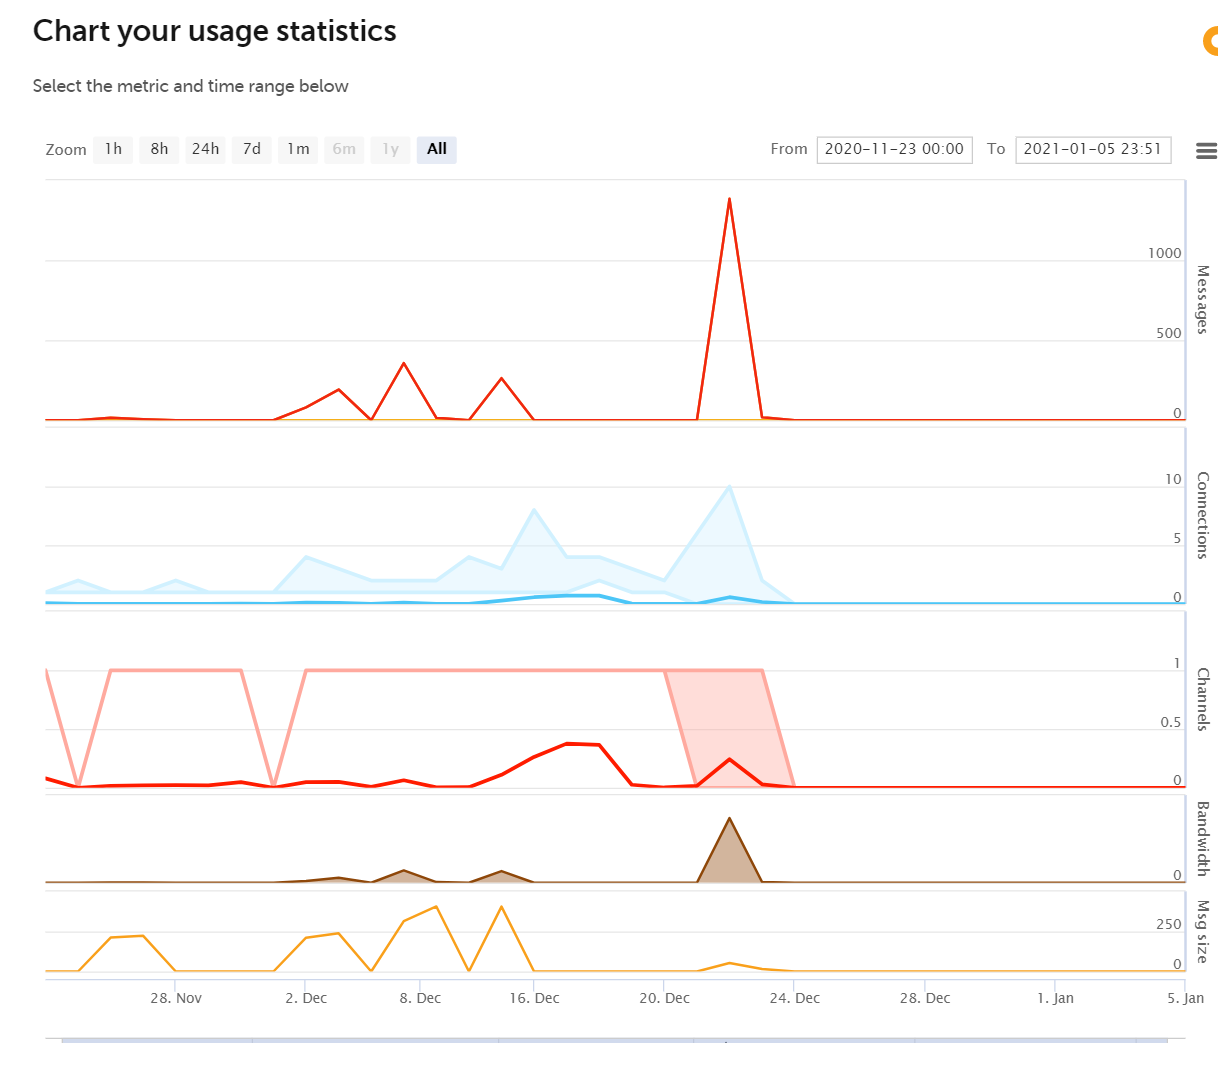 Chart your usage statistics
Select the metric and time range below
Zoom 1h 8h 24h 7d 1m 6m 1y All From 2020-11-23 00:00 To 2021-01-05 23:51
1000
500
0
Messages
10
5
0
Connections
1
0.5
0
Channels
0
Bandwidth
250
0
Msg size
28. Nov 2. Dec 8. Dec 16. Dec 20. Dec 24. Dec 28. Dec 1. Jan 5. Jan